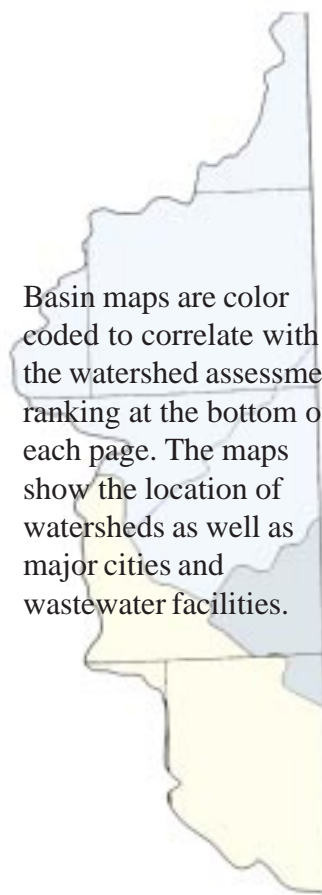 Basin maps are color
coded to correlate with
the watershed assessme
ranking at the bottom o
each page. The maps
show the location of
watersheds as well as
major cities and
wastewater facilities.